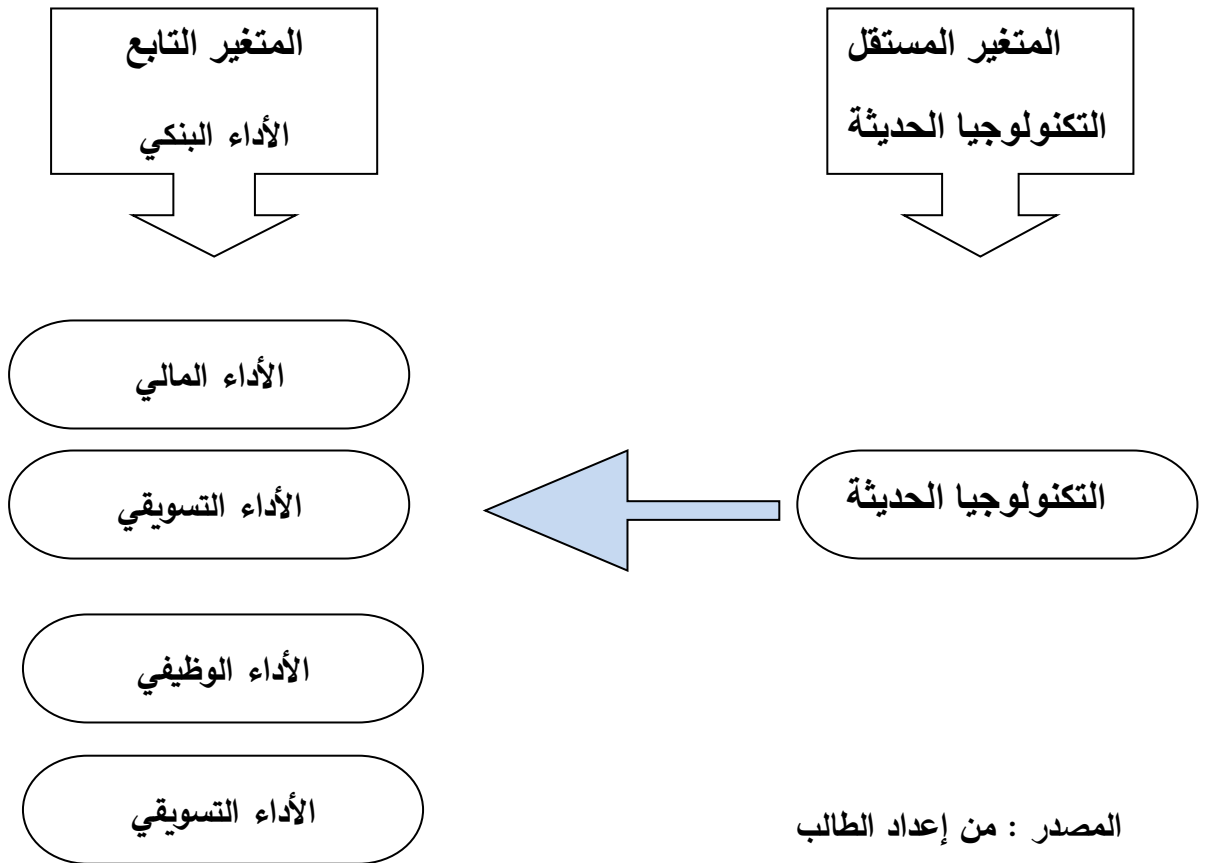 المتغير المستقل
التكنولوجيا الحديثة
المتغير التابع
الأداء البنكي
الأداء المالي
التكنولوجيا الحديثة
الأداء التسويقي
الأداء الوظيفي
الأداء التسويقي
المصدر : من إعداد الطالب